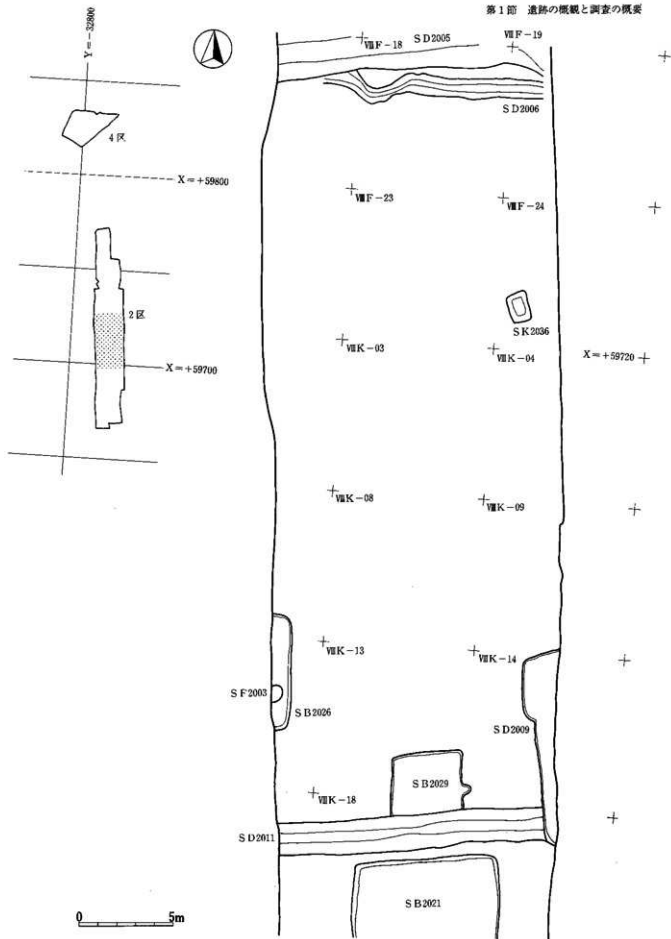 第1節 遺跡の概観と調査の概要
Y=-32800
4区
X=+59800
2区
X=+59700
ⅧF-18
SD2005
ⅧF-19
SD2006
ⅧF-23
ⅧF-24
SK2036
ⅧK-03
ⅧK-04
X=+59720
ⅧK-08
ⅧK-09
ⅧK-13
ⅧK-14
SF2003
SB2026
SD2009
SB2029
ⅧK-18
SD2011
SB2021
0 5m